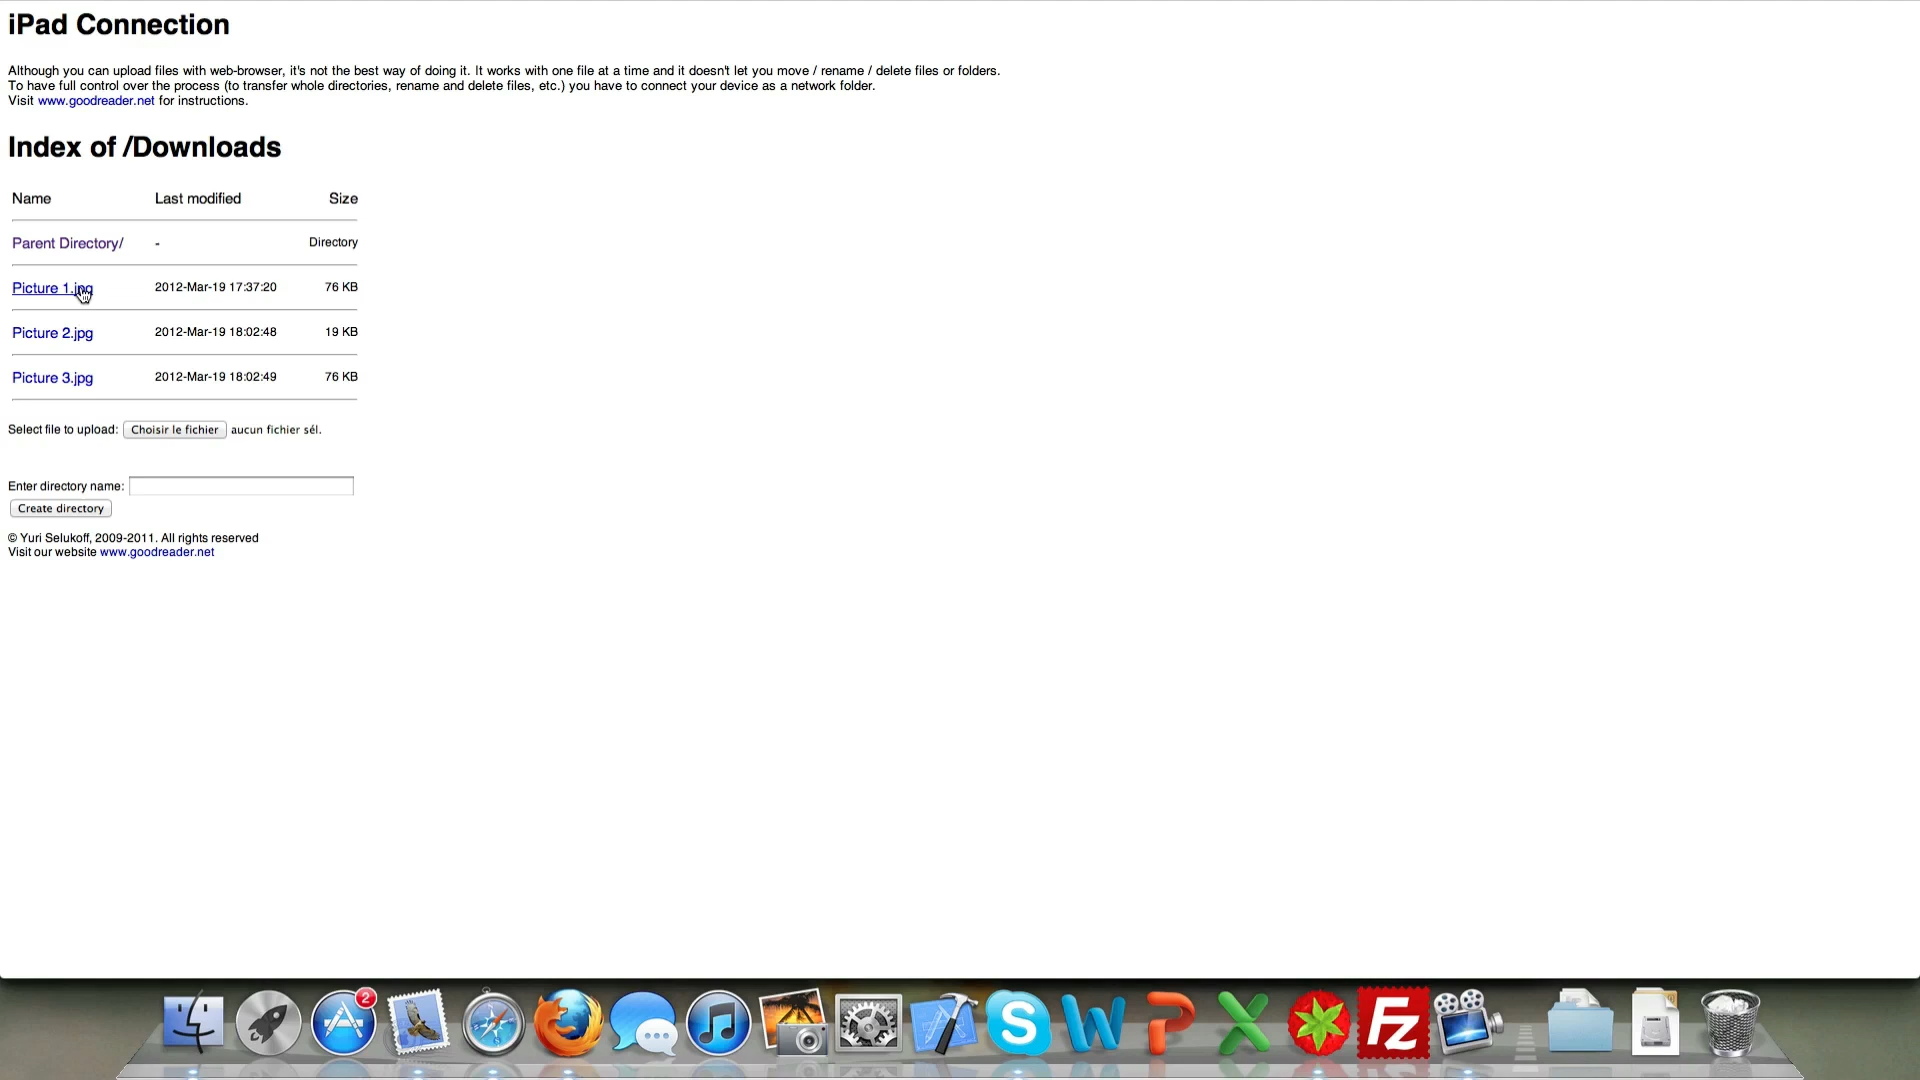 iPad Connection
Although you can upload files with web-browser, it's not the best way of doing it. It works with one file at a time and it doesn't let you move / rename / delete files or folders.
To have full control over the process (to transfer whole directories, rename and delete files, etc.) you have to connect your device as a network folder.
Visit www.goodreader.net for instructions.
Index of /Downloads
Name Last modified Size
Parent Directory/ - Directory
Picture 1.jpg 2012-Mar-19 17:37:20 76 KB
Picture 2.jpg 2012-Mar-19 18:02:48 19 KB
Picture 3.jpg 2012-Mar-19 18:02:49 76 KB
Select file to upload: Choisir le fichier aucun fichier sél.
Enter directory name:
Create directory
© Yuri Selukoff, 2009-2011. All rights reserved
Visit our website www.goodreader.net
2
S W P X Fz